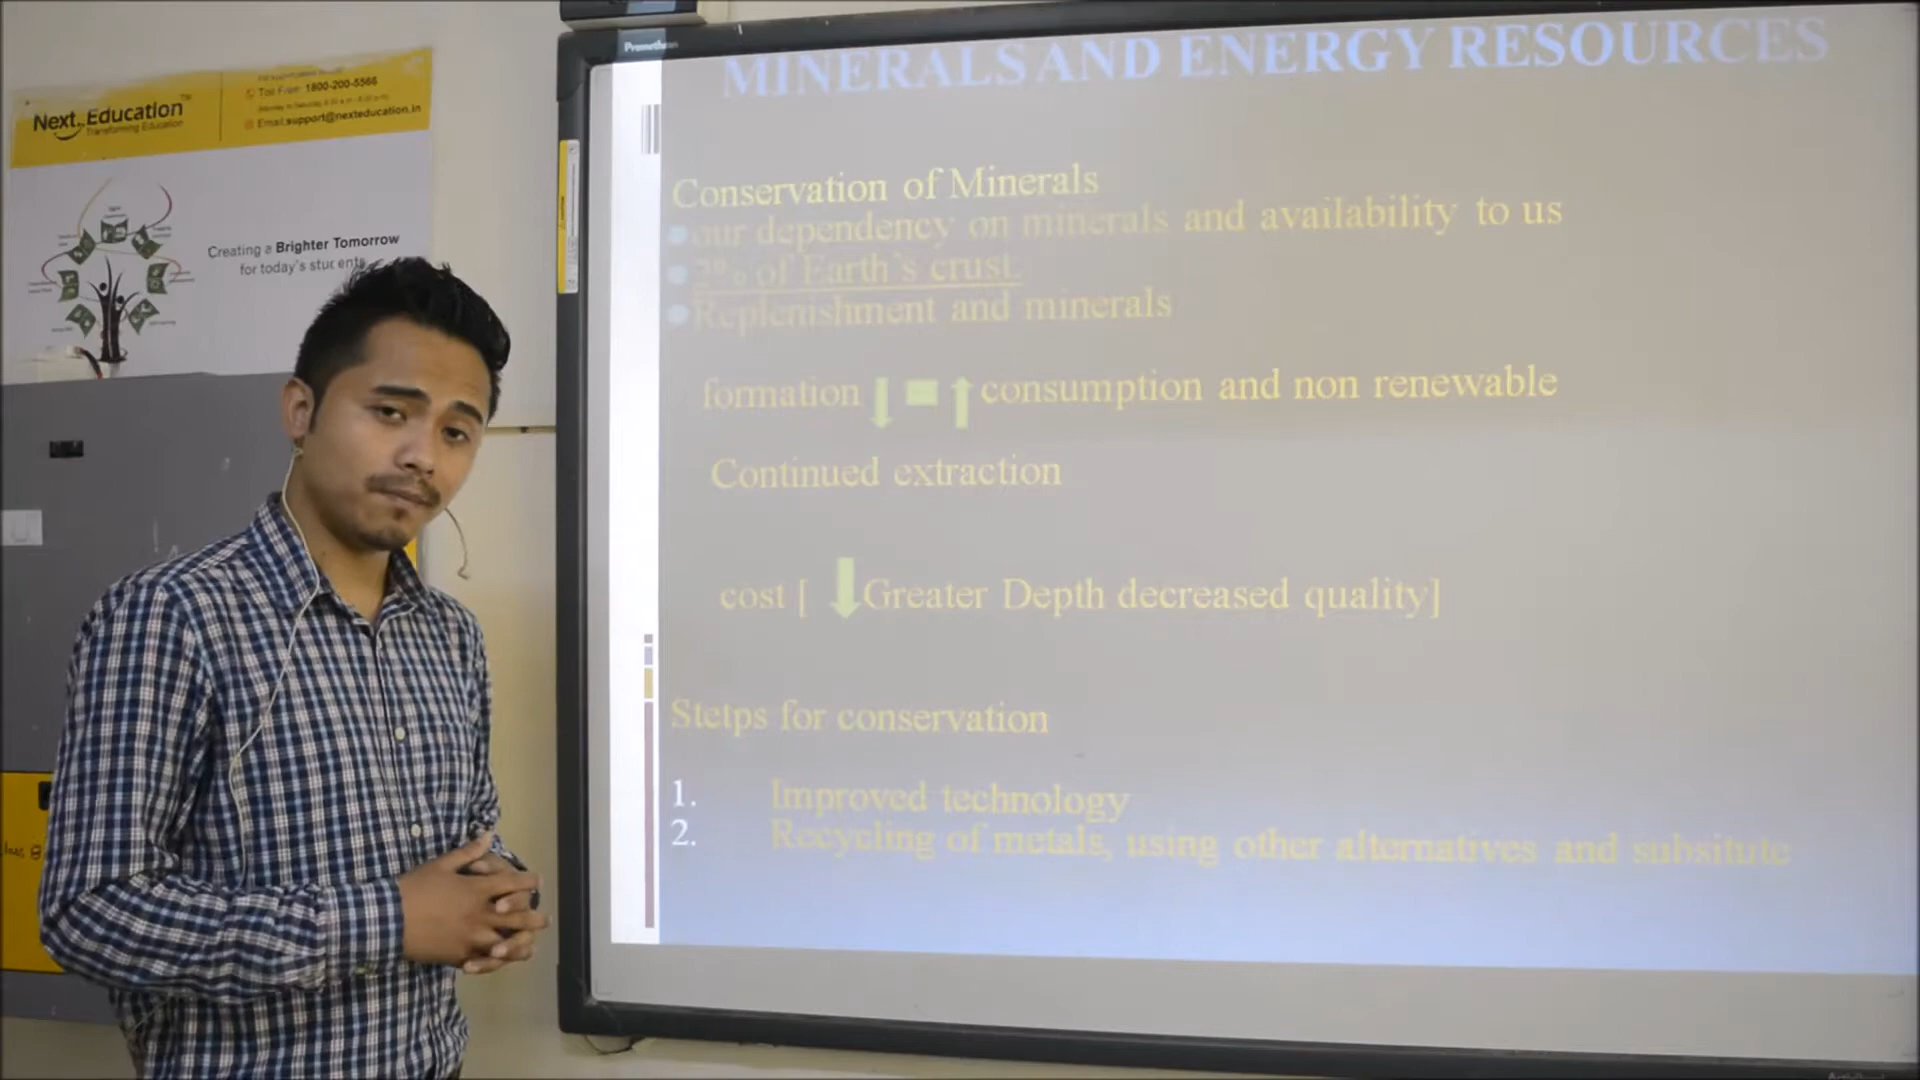 Promethean
MINERALS AND ENERGY RESOURCES
Next Education
Transforming Education
Toll Free: 1800-200-5566
Email:support@nexteducation.in
Creating a Brighter Tomorrow
for today's students
Conservation of Minerals
our dependency on minerals and availability to us
2% of Earth's crust.
Replenishment and minerals
formation = consumption and non renewable
Continued extraction
cost [ Greater Depth decreased quality]
Stetps for conservation
1. Improved technology
2. Recycling of metals, using other alternatives and subsitute